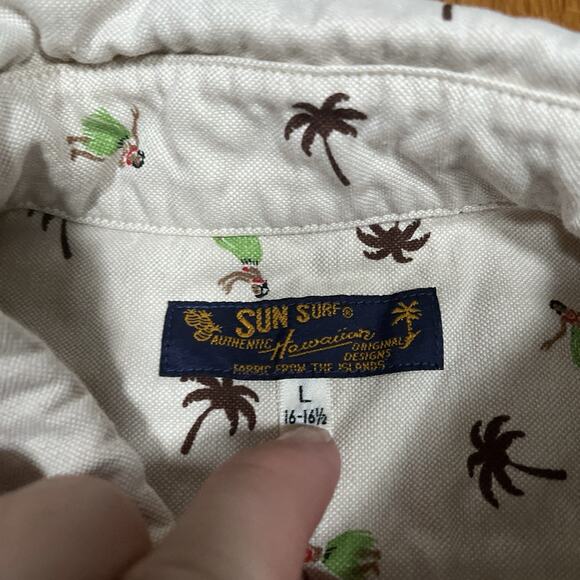 SUN SURF®
AUTHENTIC Hawaiian ORIGINAL
DESIGNS
FABRIC FROM THE ISLANDS
L
16-16½